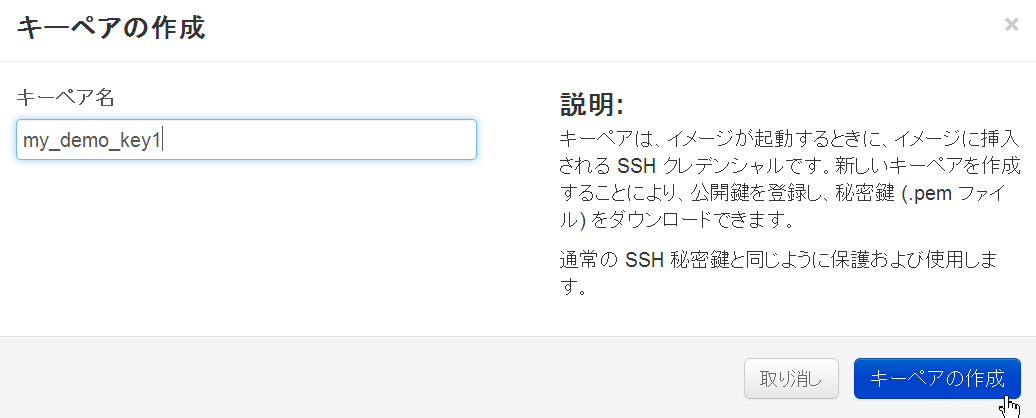 キーペアの作成
×
キーペア名
my_demo_key1
説明:
キーペアは、イメージが起動するときに、イメージに挿入
される SSH クレデンシャルです。新しいキーペアを作成
することにより、公開鍵を登録し、秘密鍵 (.pem ファイ
ル) をダウンロードできます。
通常の SSH 秘密鍵と同じように保護および使用しま
す。
取り消し
キーペアの作成